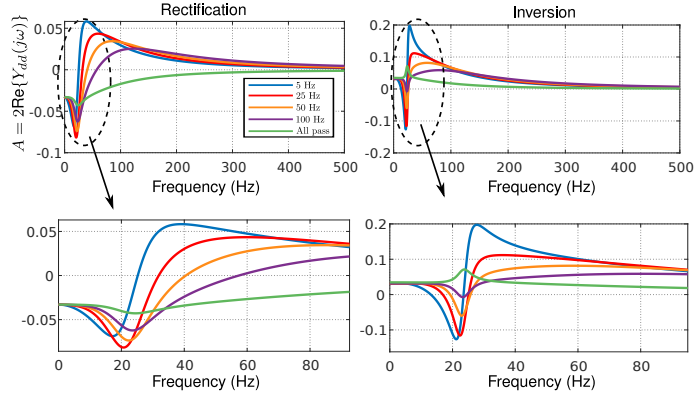 Rectification
Inversion
A = 2Re{Y_dd(jω)}
0.05
0
-0.05
-0.1
0 100 200 300 400 500
Frequency (Hz)
5 Hz
25 Hz
50 Hz
100 Hz
All pass
0.2
0.1
0
-0.1
-0.2
0 100 200 300 400 500
Frequency (Hz)
0.05
0
-0.05
0 20 40 60 80
Frequency (Hz)
0.2
0.1
0
-0.1
0 20 40 60 80
Frequency (Hz)